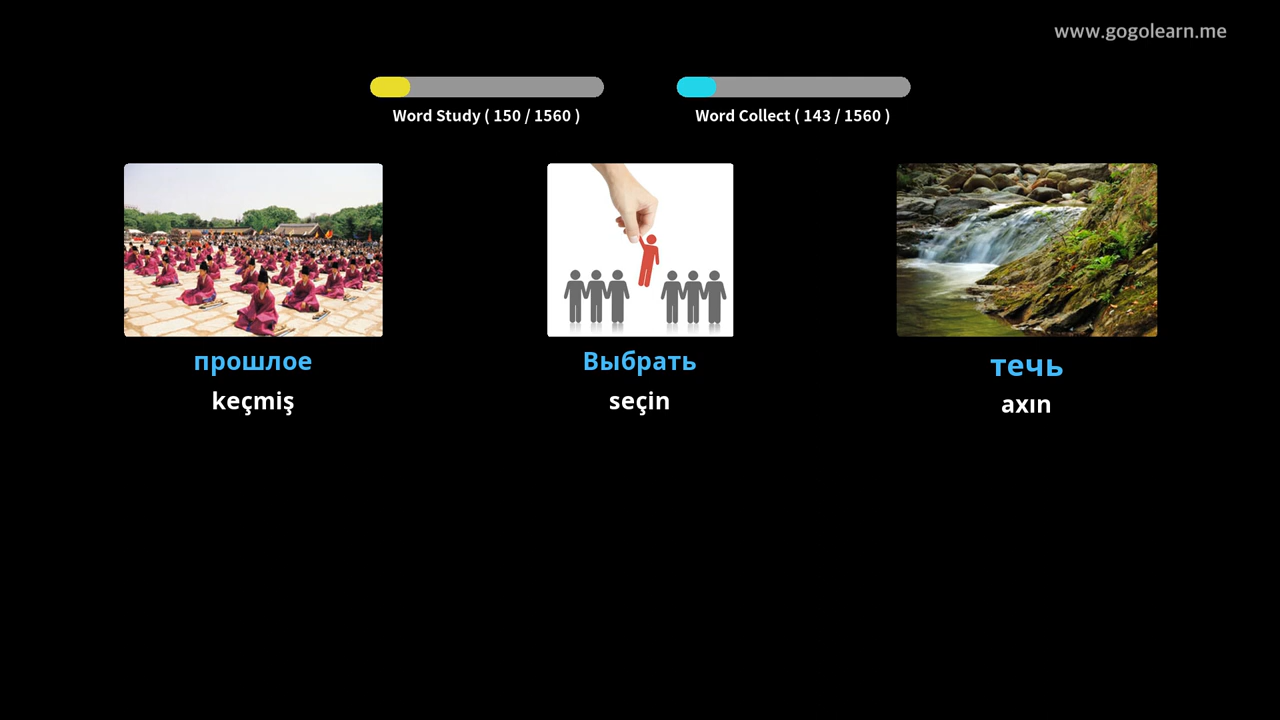 www.gogolearn.me
Word Study ( 150 / 1560 )
Word Collect ( 143 / 1560 )
прошлое
keçmiş
Выбрать
seçin
течь
axın